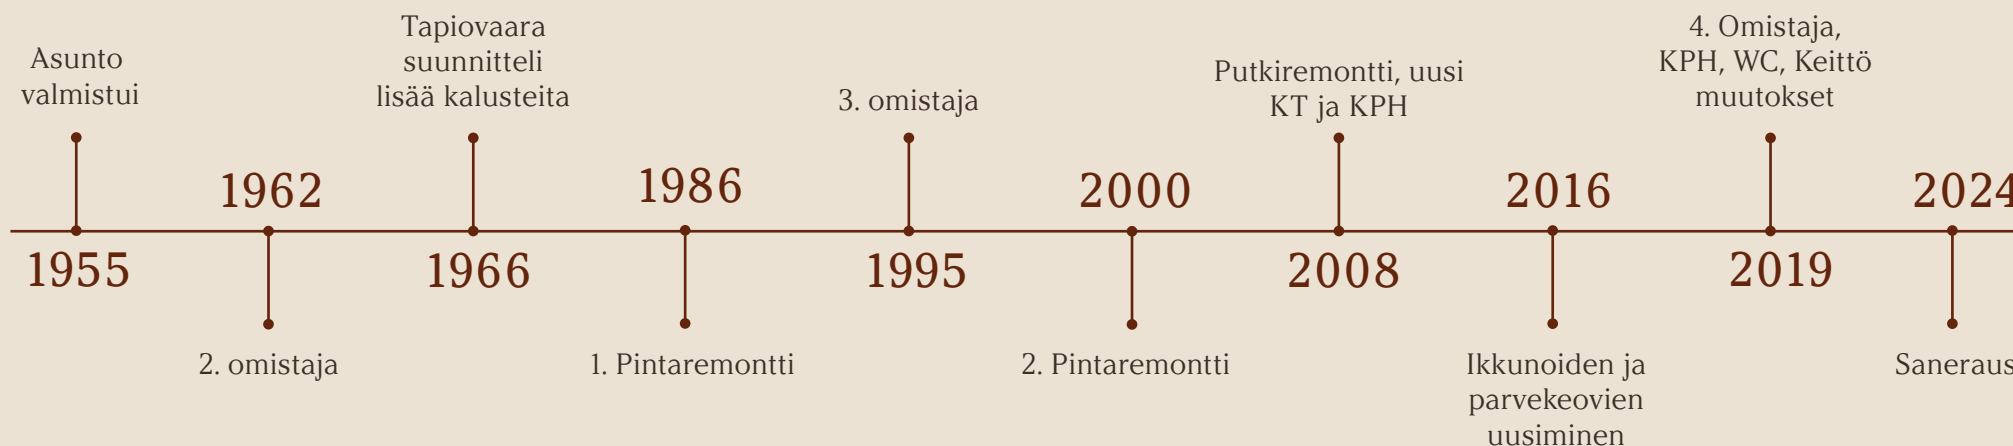 Asunto
valmistui
1955
1962
2. omistaja
Tapiovaara
suunnitteli
lisää kalusteita
1966
1986
1. Pintaremontti
3. omistaja
1995
2000
2. Pintaremontti
Putkiremontti, uusi
KT ja KPH
2008
2016
Ikkunoiden ja
parvekeovien
uusiminen
4. Omistaja,
KPH, WC, Keittö
muutokset
2019
2024
Saneraus